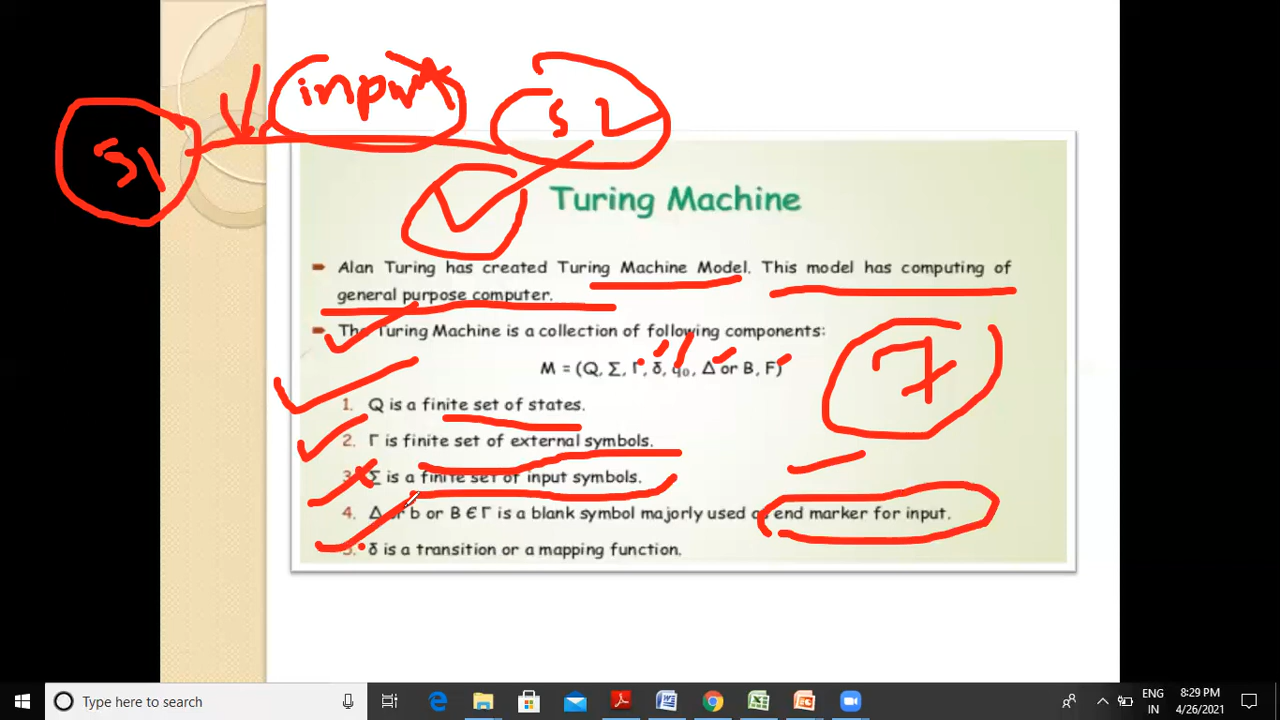 input
S1
S2
Turing Machine
Alan Turing has created Turing Machine Model. This model has computing of
general purpose computer.
The Turing Machine is a collection of following components:
M = (Q, Σ, Γ, δ, q₀, Δ or B, F)
7
1. Q is a finite set of states.
2. Γ is finite set of external symbols.
3. Σ is a finite set of input symbols.
4. Δ or b or B Є Γ is a blank symbol majorly used as end marker for input.
5. δ is a transition or a mapping function.
Type here to search
ENG
IN
8:29 PM
4/26/2021